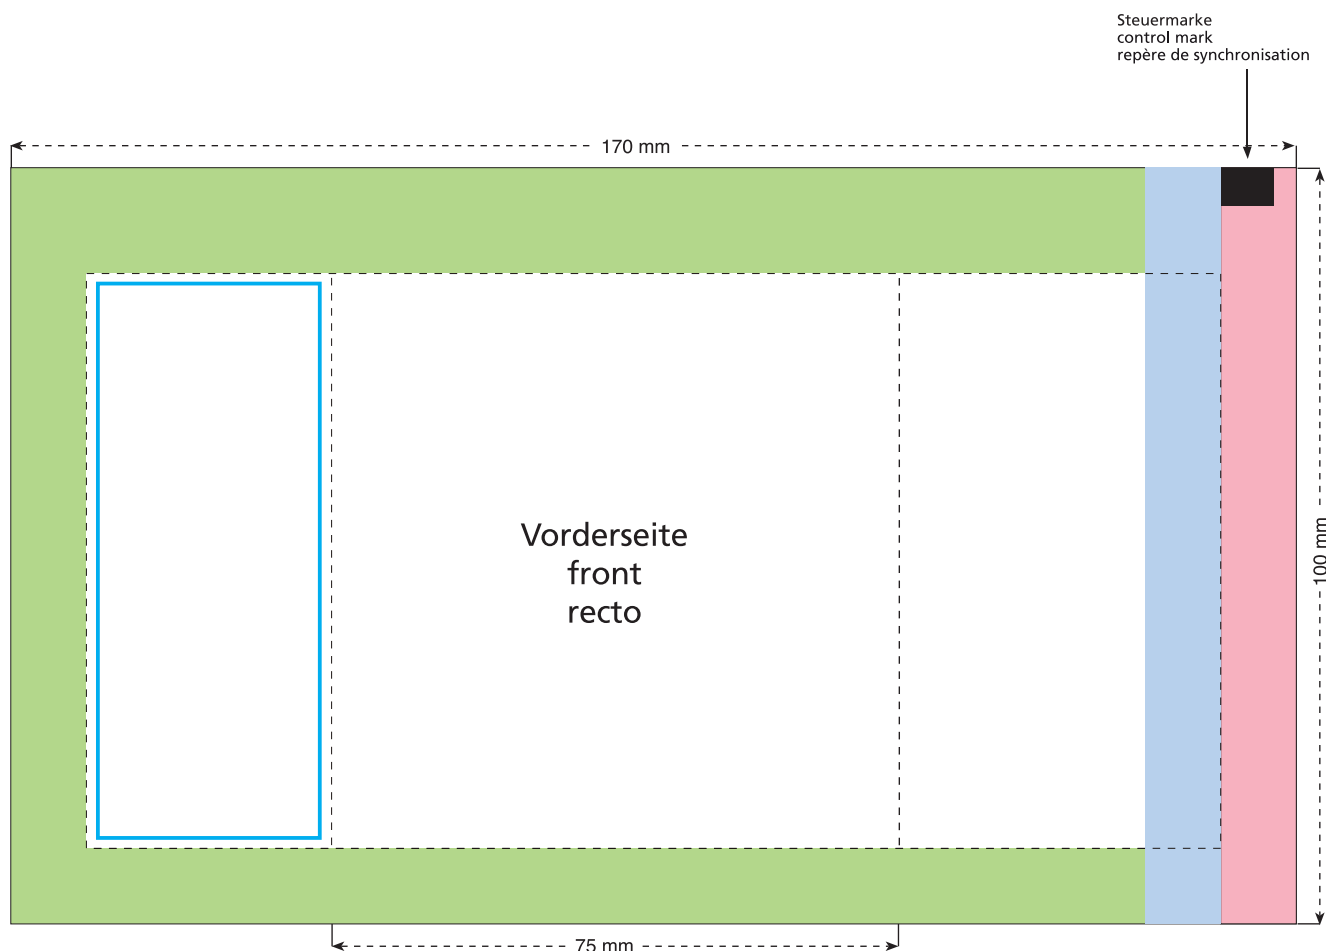 Steuermarke
control mark
repère de synchronisation
170 mm
Vorderseite
front
recto
100 mm
75 mm